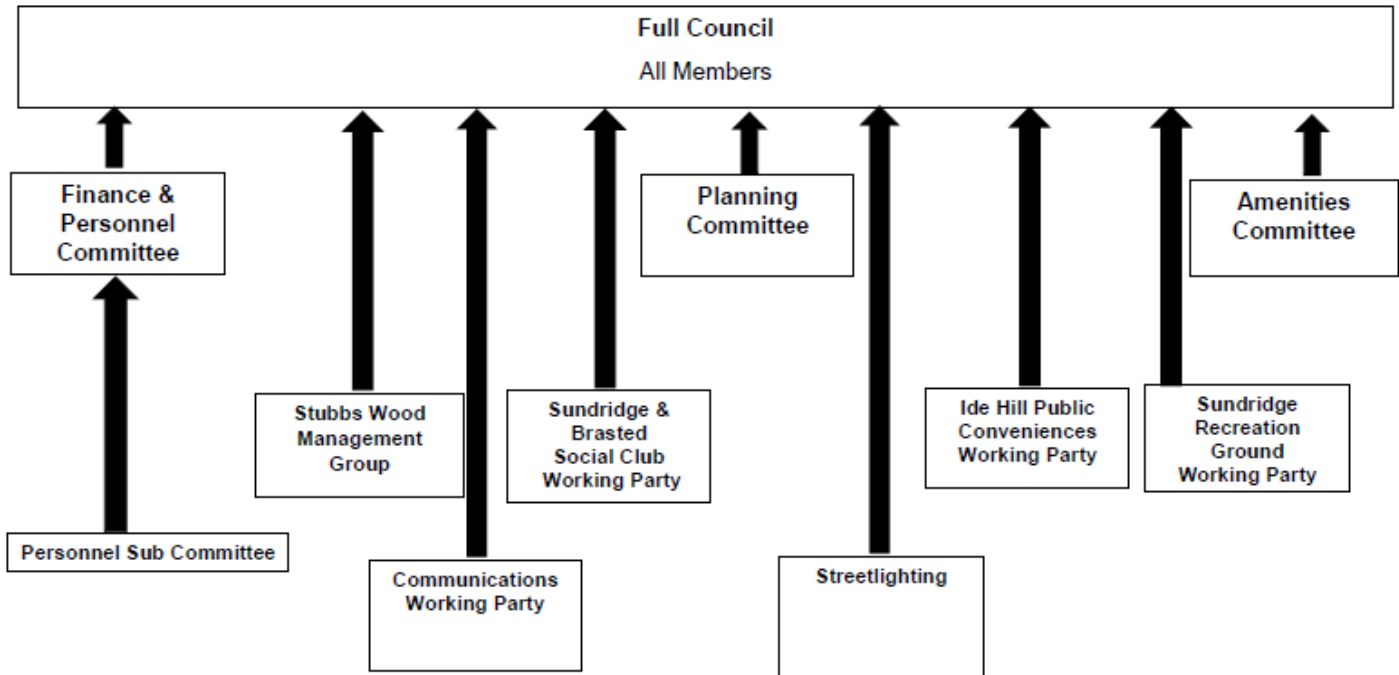 Full Council
All Members
Finance &
Personnel
Committee
Planning
Committee
Amenities
Committee
Stubbs Wood
Management
Group
Sundridge &
Brasted
Social Club
Working Party
Ide Hill Public
Conveniences
Working Party
Sundridge
Recreation
Ground
Working Party
Personnel Sub Committee
Communications
Working Party
Streetlighting